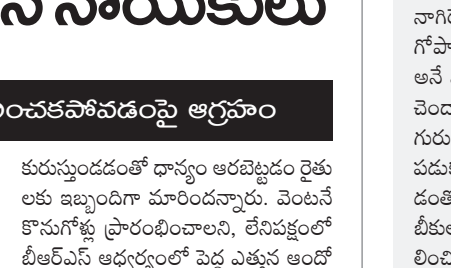 న నాయకులు
ంచకపోవడంపై ఆగ్రహం
కురుస్తుండడంతో ధాన్యం ఆరబెట్టడం రైతు
లకు ఇబ్బందిగా మారిందన్నారు. వెంటనే
కొనుగోళ్లు ప్రారంభించాలని, లేనిపక్షంలో
బీఆర్ఎస్ ఆధ్వర్యంలో పెద్ద ఎత్తున ఆందో
అనే